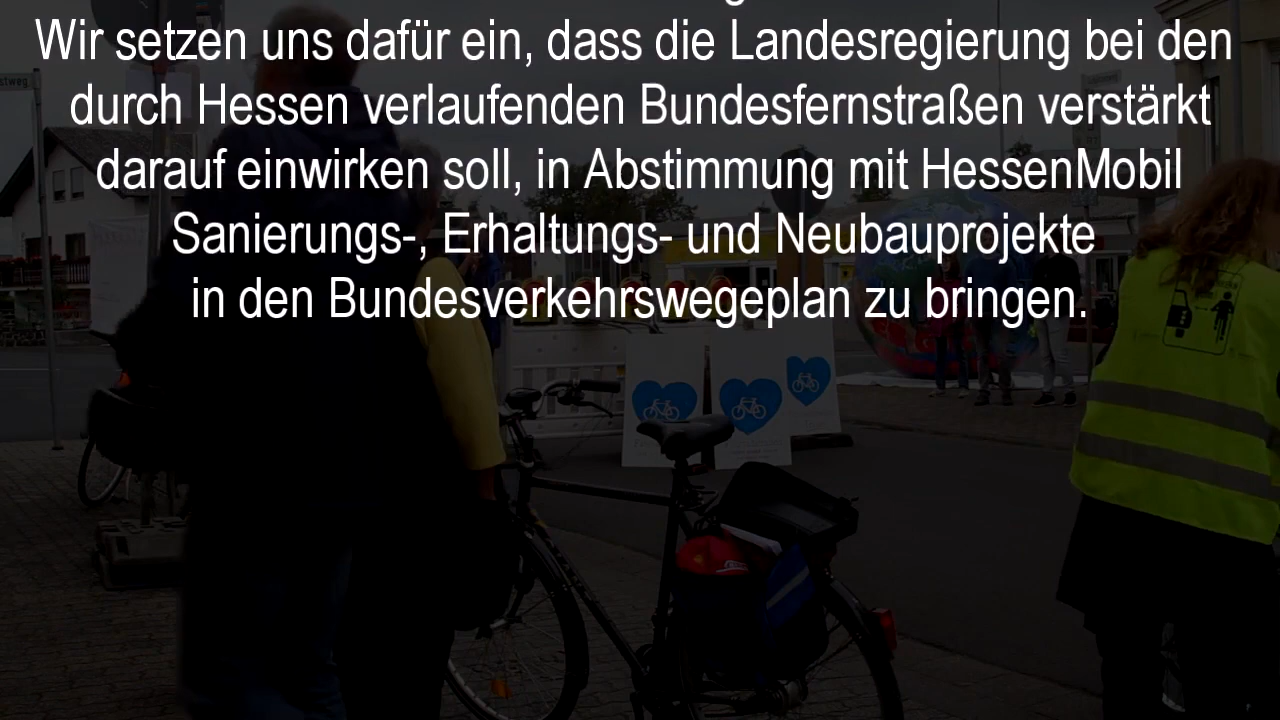 Wir setzen uns dafür ein, dass die Landesregierung bei den
durch Hessen verlaufenden Bundesfernstraßen verstärkt
darauf einwirken soll, in Abstimmung mit HessenMobil
Sanierungs-, Erhaltungs- und Neubauprojekte
in den Bundesverkehrswegeplan zu bringen.